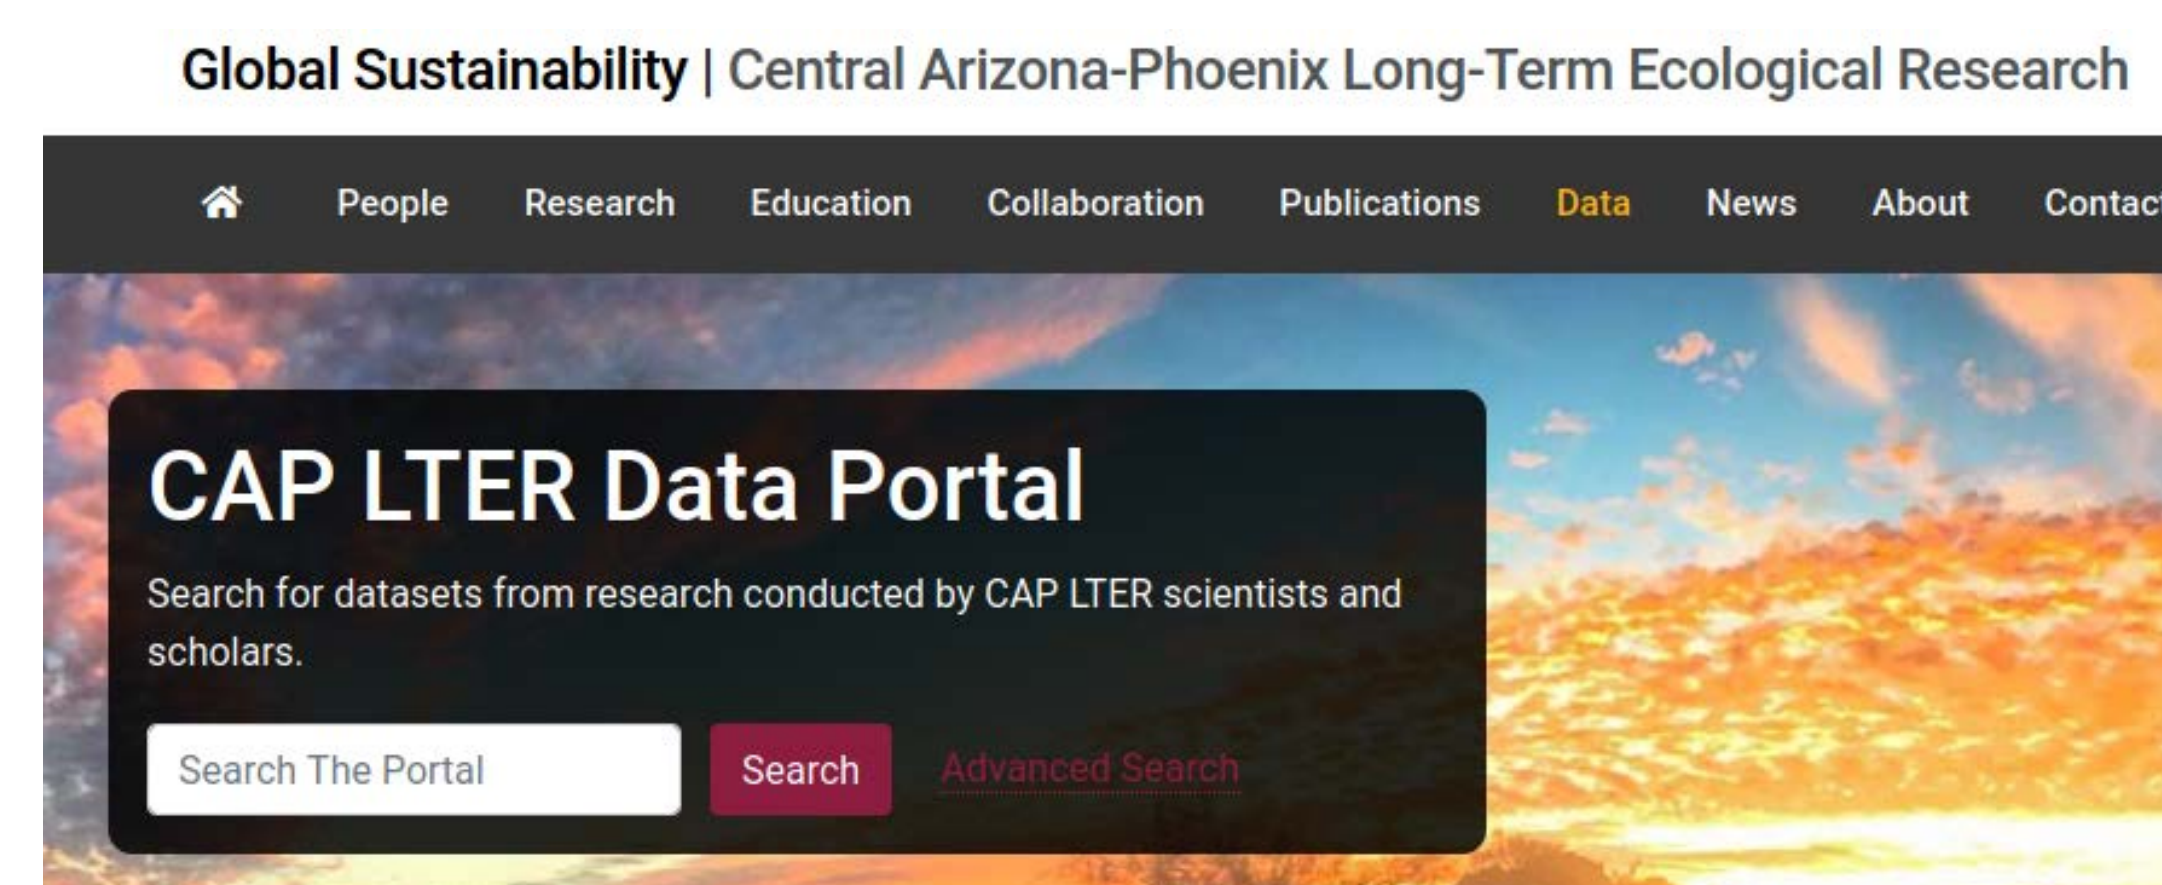 Global Sustainability | Central Arizona-Phoenix Long-Term Ecological Research
People Research Education Collaboration Publications Data News About Contact
CAP LTER Data Portal
Search for datasets from research conducted by CAP LTER scientists and
scholars.
Search The Portal Search Advanced Search